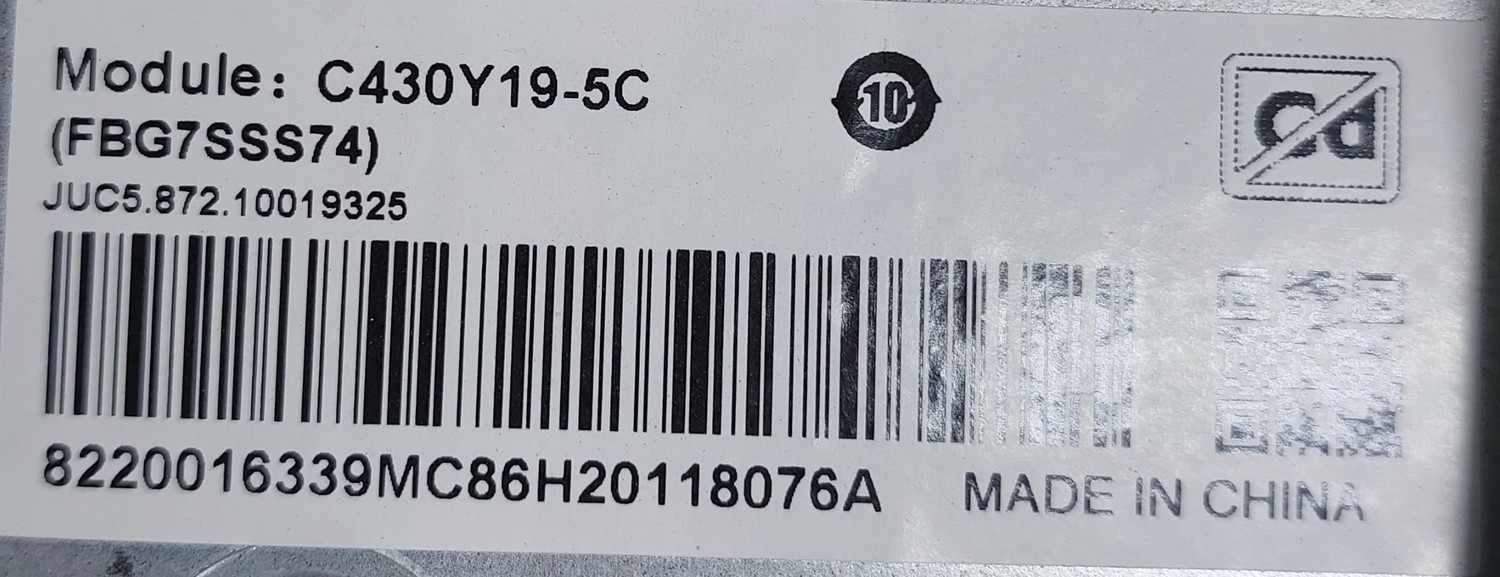 Module: C430Y19-5C
(FBG7SSS74)
JUC5.872.10019325
10
Cd
8220016339MC86H20118076A
MADE IN CHINA